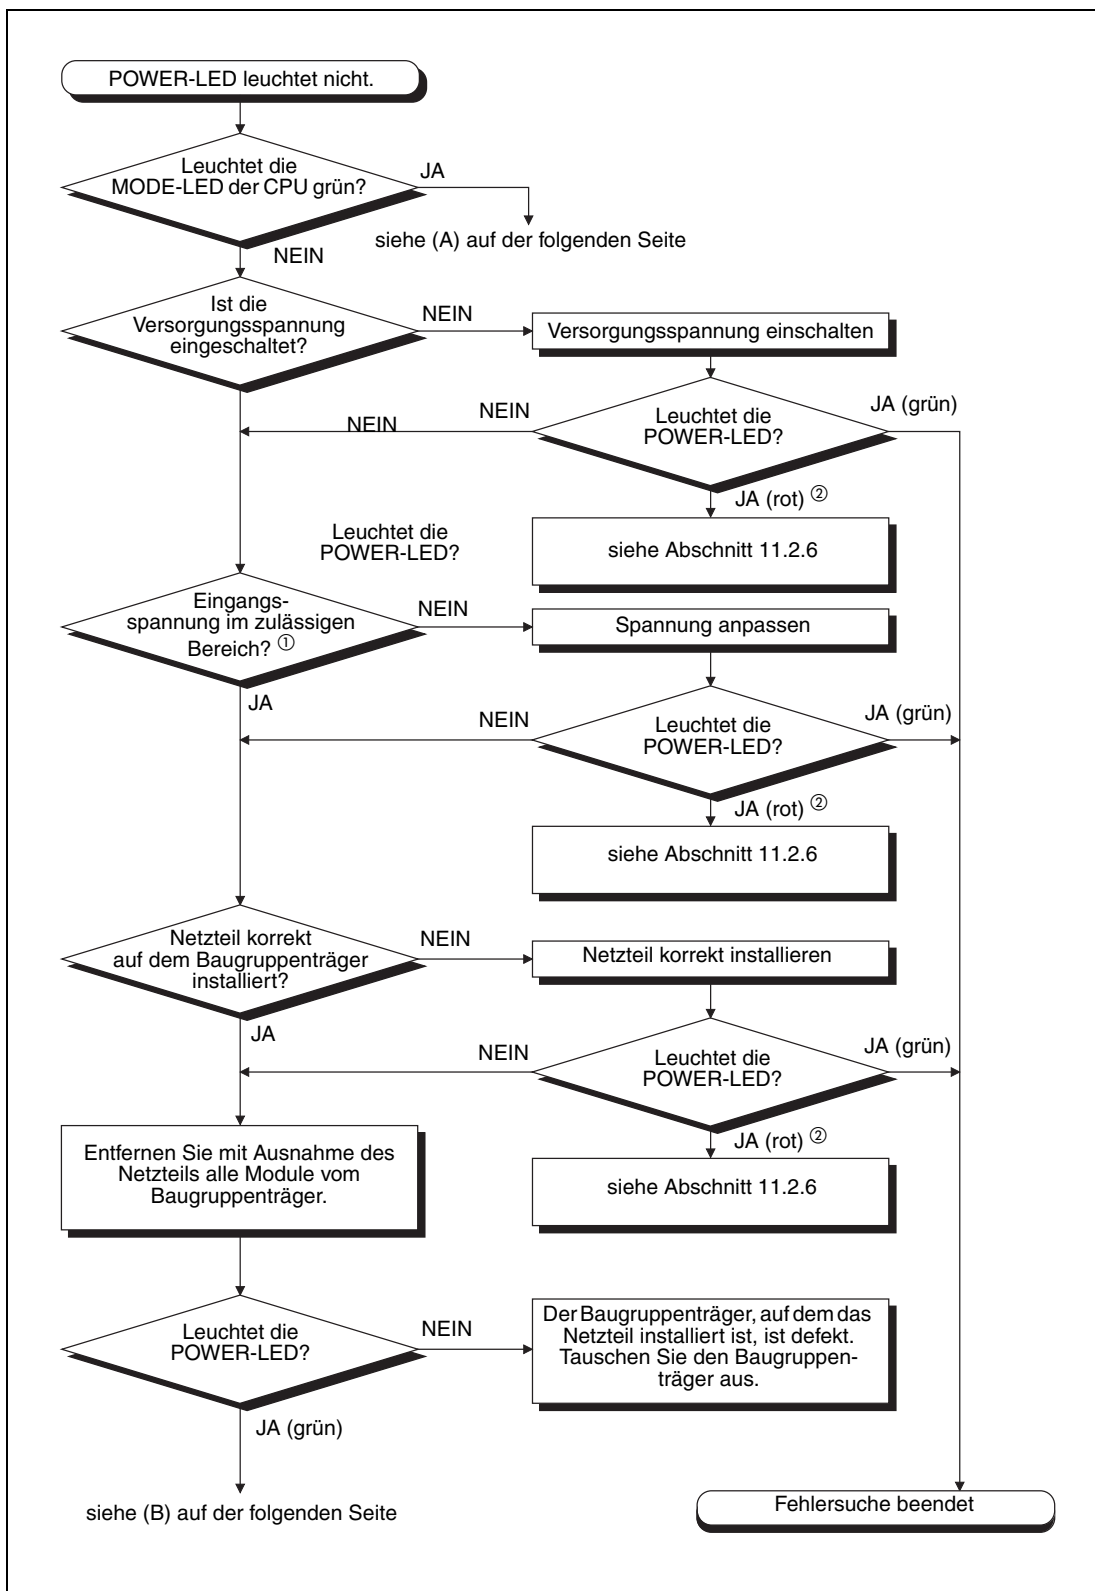 POWER-LED leuchtet nicht.
Leuchtet die
MODE-LED der CPU grün?
JA
siehe (A) auf der folgenden Seite
NEIN
Ist die
Versorgungsspannung
eingeschaltet?
NEIN
Versorgungsspannung einschalten
Leuchtet die
POWER-LED?
NEIN
NEIN
JA (grün)
JA (rot) ②
siehe Abschnitt 11.2.6
Leuchtet die
POWER-LED?
Eingangs-
spannung im zulässigen
Bereich? ①
NEIN
Spannung anpassen
JA
Leuchtet die
POWER-LED?
NEIN
JA (grün)
JA (rot) ②
siehe Abschnitt 11.2.6
Netzteil korrekt
auf dem Baugruppenträger
installiert?
NEIN
Netzteil korrekt installieren
JA
Leuchtet die
POWER-LED?
NEIN
JA (grün)
JA (rot) ②
siehe Abschnitt 11.2.6
Entfernen Sie mit Ausnahme des
Netzteils alle Module vom
Baugruppenträger.
Leuchtet die
POWER-LED?
NEIN
Der Baugruppenträger, auf dem das
Netzteil installiert ist, ist defekt.
Tauschen Sie den Baugruppen-
träger aus.
JA (grün)
siehe (B) auf der folgenden Seite
Fehlersuche beendet